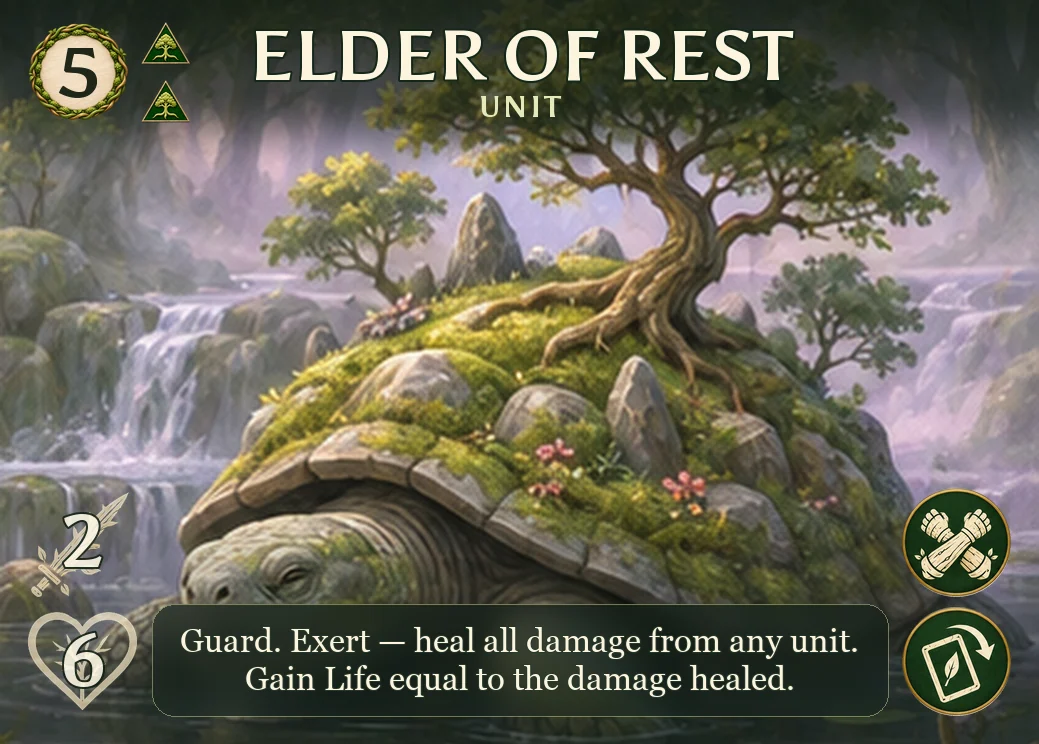 5
ELDER OF REST
UNIT
2
6
Guard. Exert — heal all damage from any unit.
Gain Life equal to the damage healed.